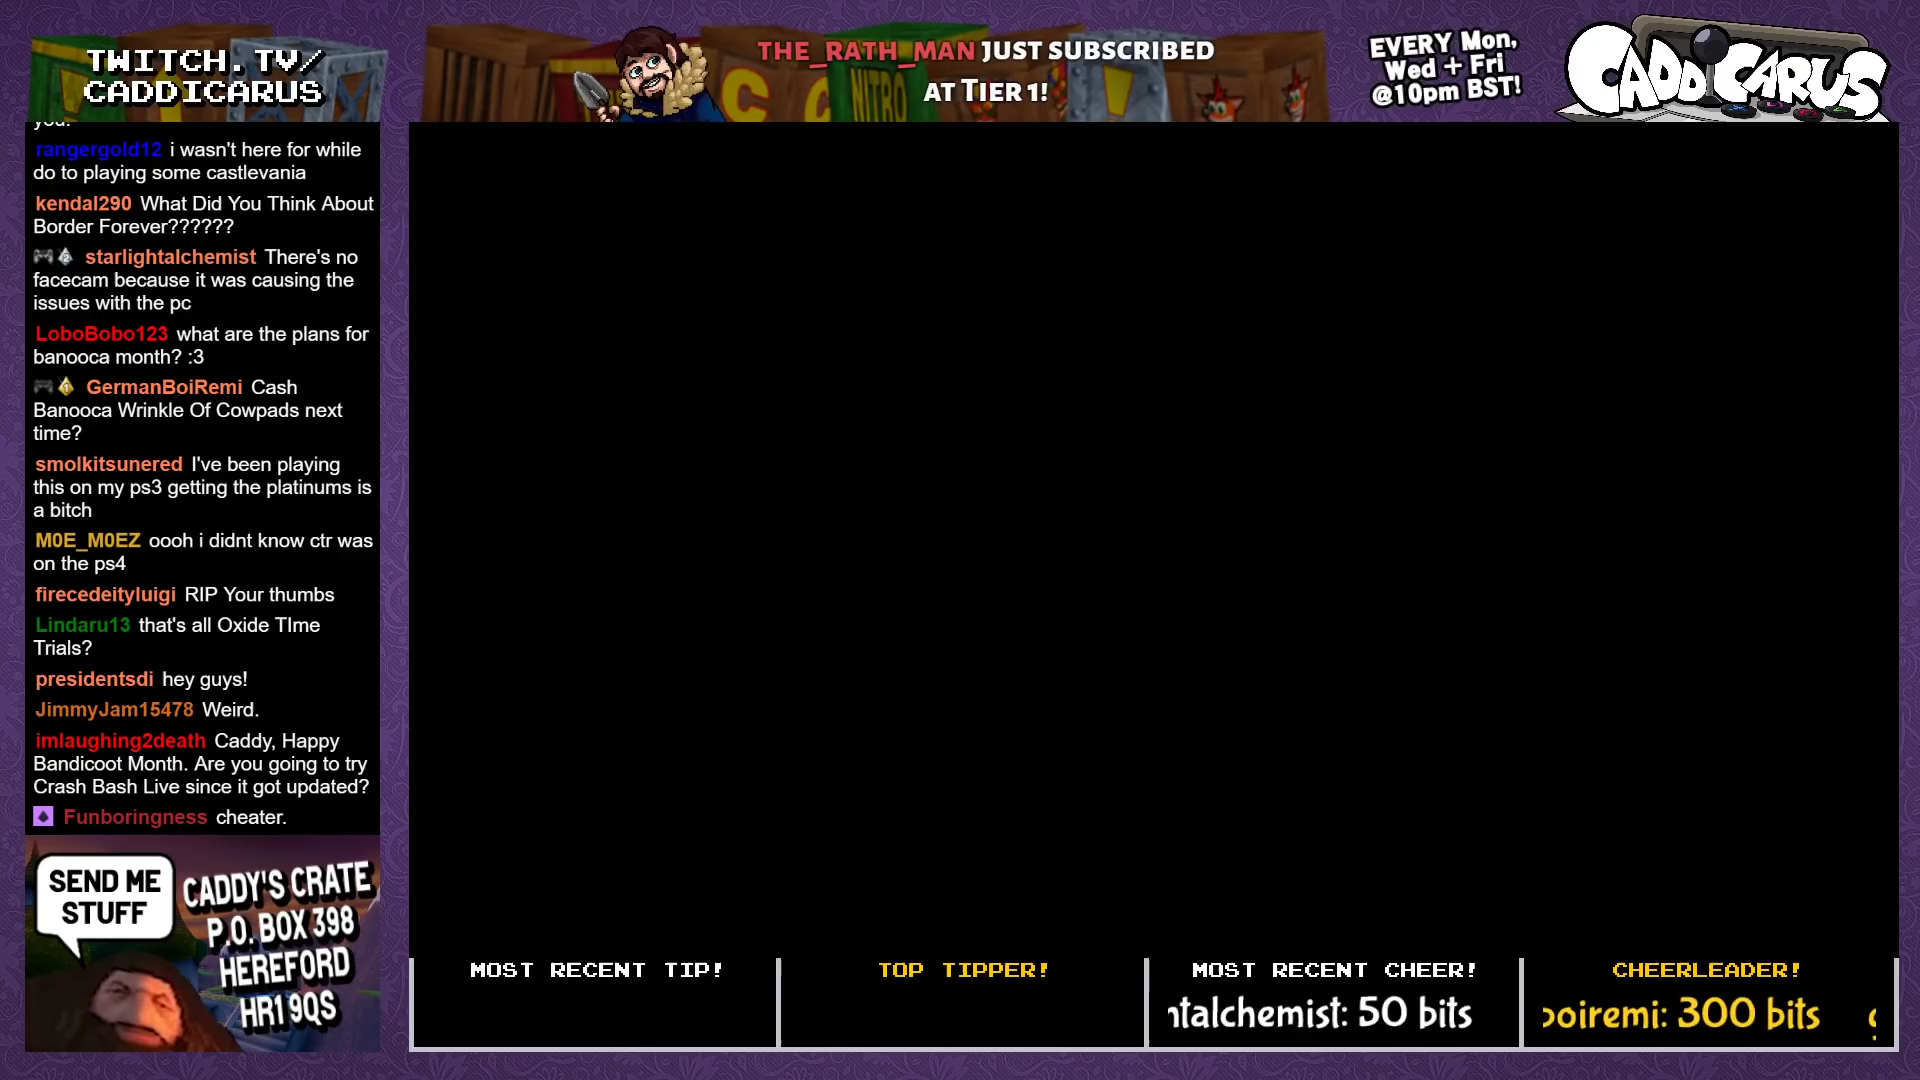 TWITCH.TV/
CADDICARUS
THE_RATH_MAN JUST SUBSCRIBED
AT TIER 1!
NITRO
EVERY Mon,
Wed + Fri
@10pm BST!
CADDICARUS
you!
rangergold12 i wasn't here for while
do to playing some castlevania
kendal290 What Did You Think About
Border Forever??????
starlightalchemist There's no
facecam because it was causing the
issues with the pc
LoboBobo123 what are the plans for
banooca month? :3
GermanBoiRemi Cash
Banooca Wrinkle Of Cowpads next
time?
smolkitsunered I've been playing
this on my ps3 getting the platinums is
a bitch
M0E_M0EZ oooh i didnt know ctr was
on the ps4
firecedeityluigi RIP Your thumbs
Lindaru13 that's all Oxide TIme
Trials?
presidentsdi hey guys!
JimmyJam15478 Weird.
imlaughing2death Caddy, Happy
Bandicoot Month. Are you going to try
Crash Bash Live since it got updated?
Funboringness cheater.
SEND ME
STUFF
CADDY'S CRATE
P.O. BOX 398
HEREFORD
HR1 9QS
MOST RECENT TIP!
TOP TIPPER!
MOST RECENT CHEER!
ntalchemist: 50 bits
CHEERLEADER!
boiremi: 300 bits